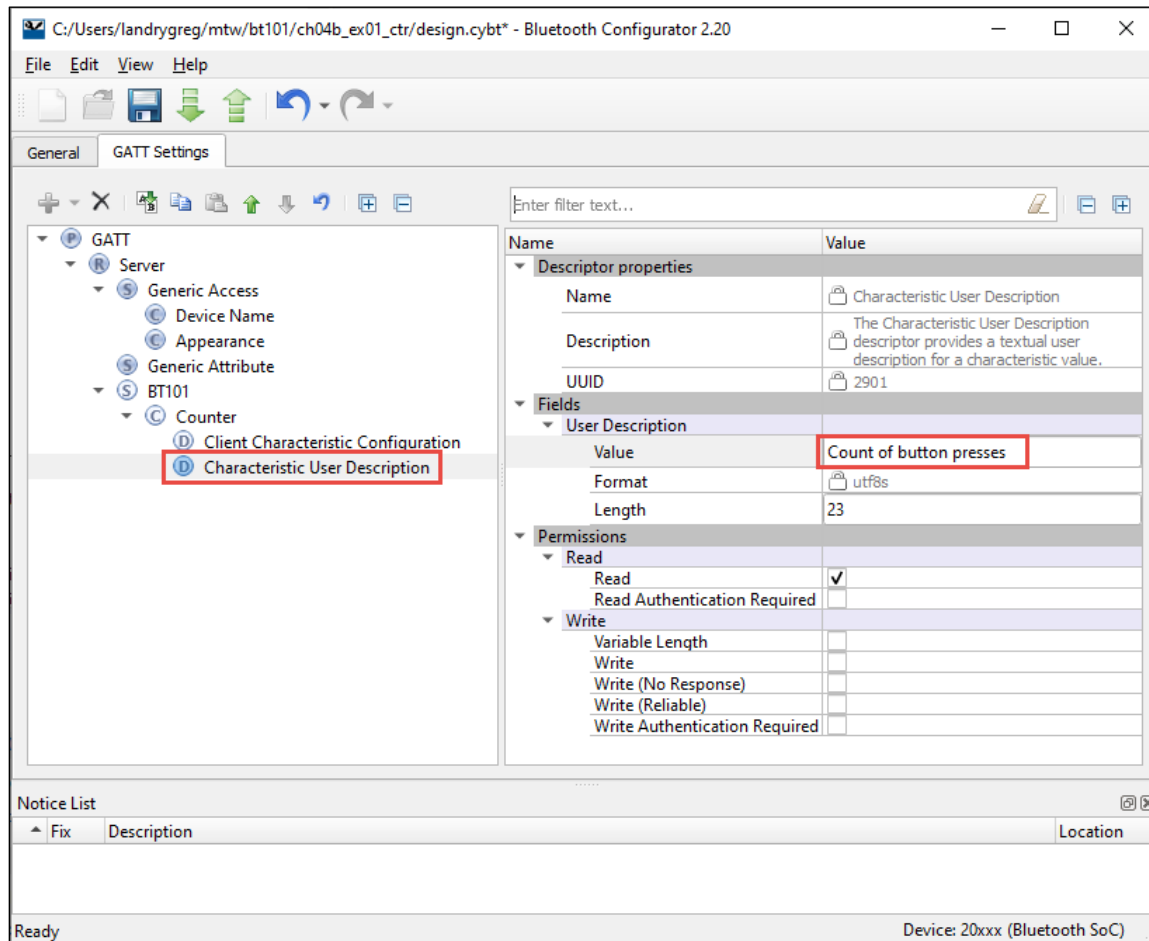 C:/Users/landrygreg/mtw/bt101/ch04b_ex01_ctr/design.cybt* - Bluetooth Configurator 2.20
File Edit View Help
General GATT Settings
GATT
Server
Generic Access
Device Name
Appearance
Generic Attribute
BT101
Counter
Client Characteristic Configuration
Characteristic User Description
Enter filter text...
Name Value
Descriptor properties
Name Characteristic User Description
Description The Characteristic User Description
descriptor provides a textual user
description for a characteristic value.
UUID 2901
Fields
User Description
Value Count of button presses
Format utf8s
Length 23
Permissions
Read
Read
Read Authentication Required
Write
Variable Length
Write
Write (No Response)
Write (Reliable)
Write Authentication Required
Notice List
Fix Description Location
Ready Device: 20xxx (Bluetooth SoC)